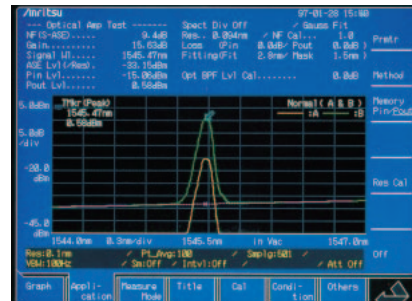 Anritsu 97-01-28 15:
--- Optical Amp Test --- Spect Div Off / Gauss Fit
NF(S-ASE)..... 9.4dB Res.. 0.094nm / NF Cal... 1.0
Gain........ 15.63dB Loss (Pin 0.0dB/ Pout 0.0dB )
Signal Wl... 1545.47nm Fitting(Fit 2.0nm/ Mask 1.5nm )
ASE Lvl(/Res). -33.15dBm
Pin Lvl..... -15.06dBm Opt BPF Lvl Cal........ 0.0dB
Pout Lvl.... 0.58dBm
Prmtr
Method
Memory
Pin/Pout
Res Cal
Off
5.0dBm
TMkr(Peak)
1545.47nm
0.58dBm
Normal( A & B )
:A :B
5.0dB
/div
-20.0
dBm
-45.0
dBm
1544.0nm 0.3nm/div 1545.5nm in Vac 1547.0nm
Res:0.1nm / Pt_Avg:100 / Smplg:501 /
VBW:100Hz / Sm:Off / Intvl:Off / / Att Off
Graph
Appli-
cation
Measure
Mode
Title
Cal
Condi-
tion
Others